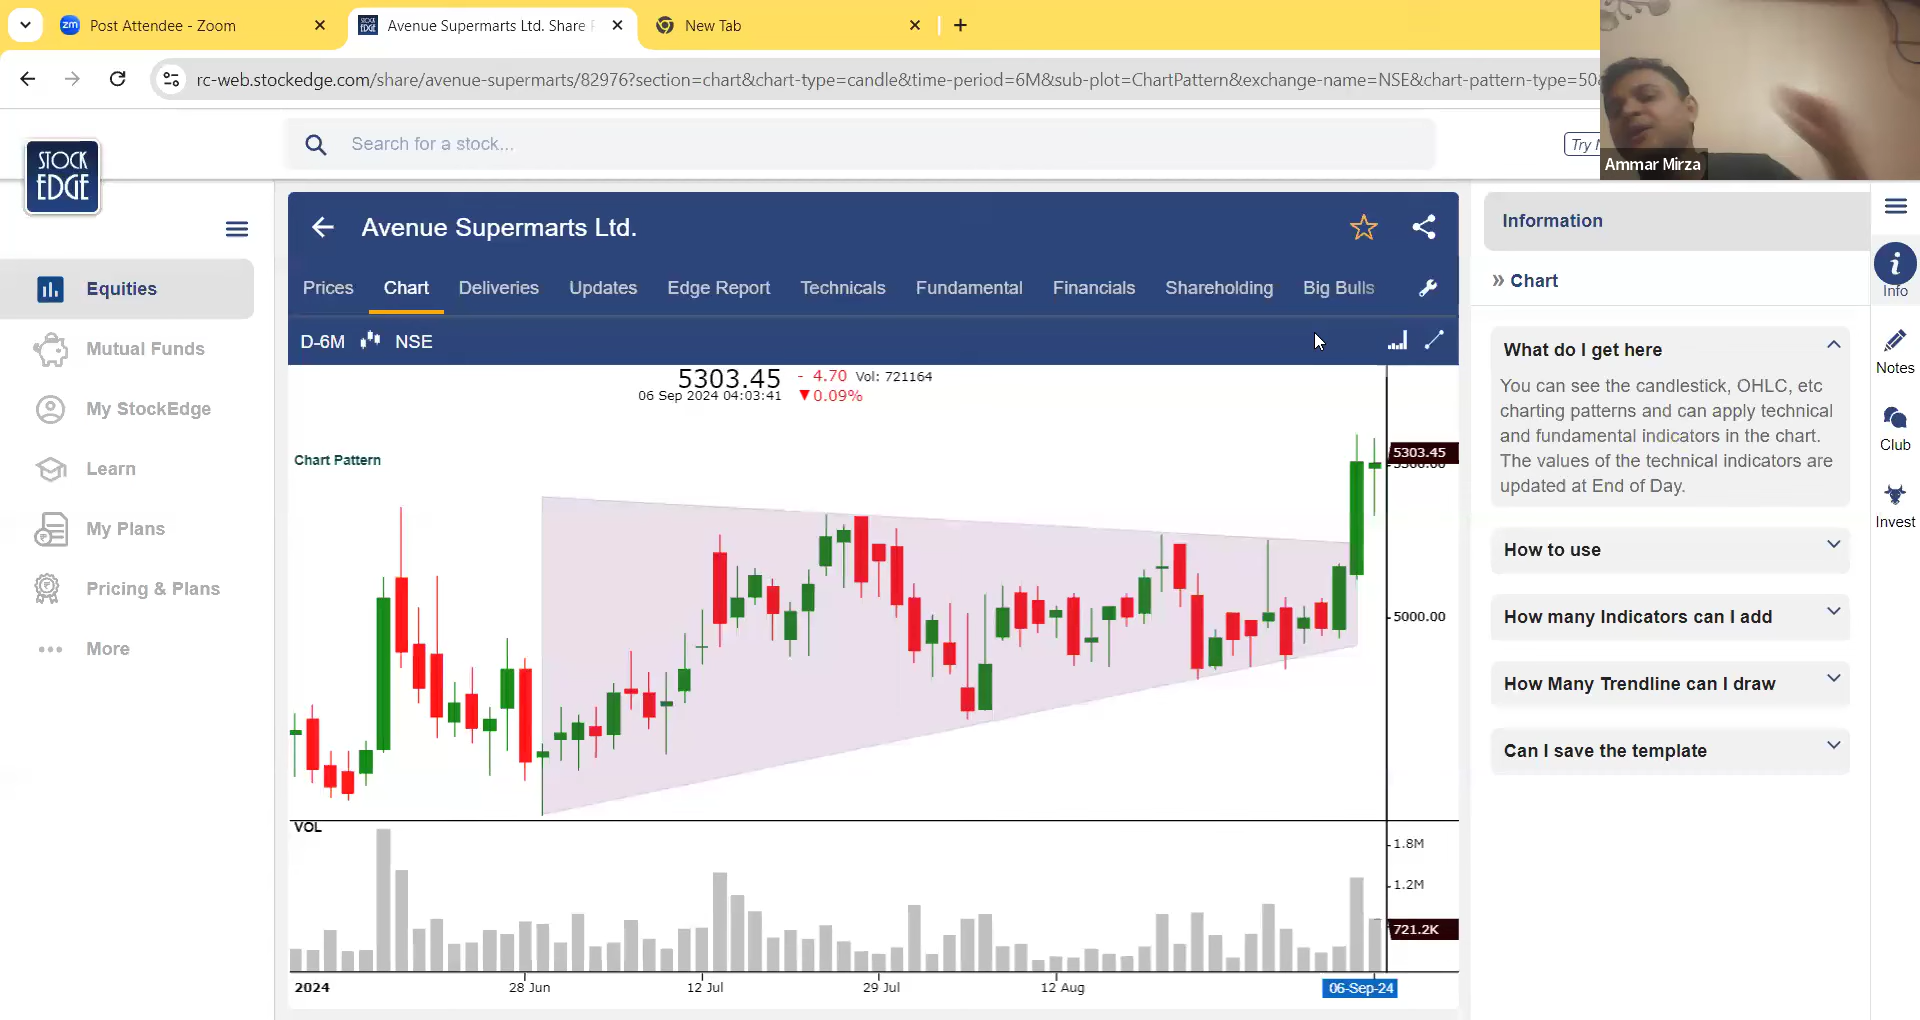 zm Post Attendee - Zoom
STOCK EDGE Avenue Supermarts Ltd. Share
New Tab
rc-web.stockedge.com/share/avenue-supermarts/82976?section=chart&chart-type=candle&time-period=6M&sub-plot=ChartPattern&exchange-name=NSE&chart-pattern-type=50
Ammar Mirza
STOCK
EDGE
Search for a stock...
Try
Equities
Mutual Funds
My StockEdge
Learn
My Plans
Pricing & Plans
More
Avenue Supermarts Ltd.
Prices Chart Deliveries Updates Edge Report Technicals Fundamental Financials Shareholding Big Bulls
D-6M NSE
5303.45 - 4.70 Vol: 721164
06 Sep 2024 04:03:41 ▼0.09%
Chart Pattern
5303.45
5000.00
VOL
1.8M
1.2M
721.2K
2024 28 Jun 12 Jul 29 Jul 12 Aug 06-Sep-24
Information
» Chart
What do I get here
You can see the candlestick, OHLC, etc
charting patterns and can apply technical
and fundamental indicators in the chart.
The values of the technical indicators are
updated at End of Day.
How to use
How many Indicators can I add
How Many Trendline can I draw
Can I save the template
i
Info
Notes
Club
Invest